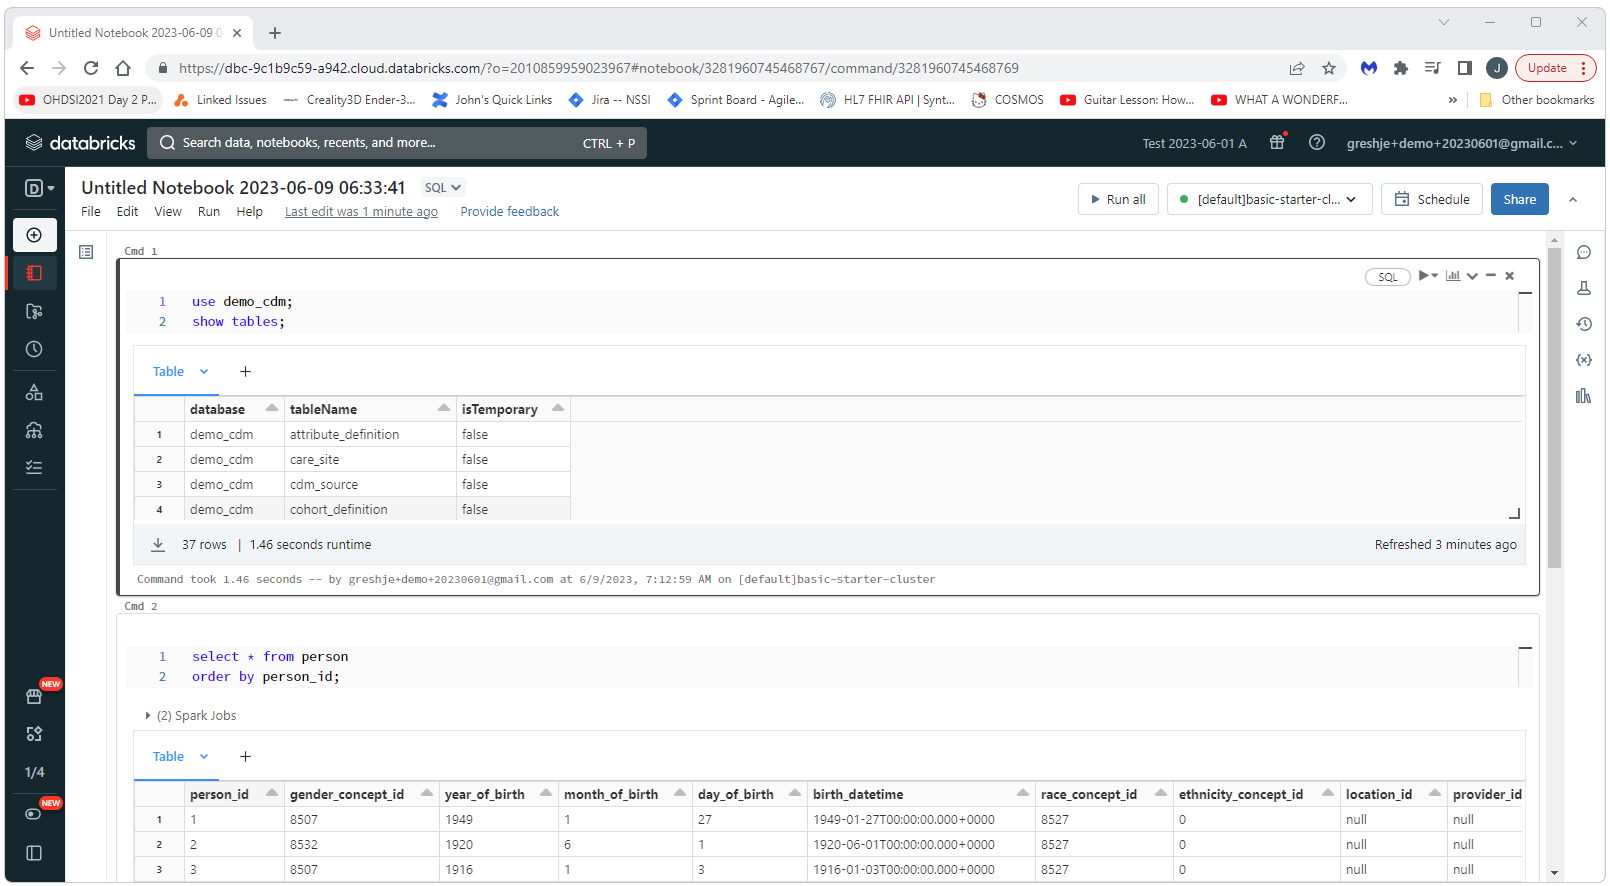 Untitled Notebook 2023-06-09 0
https://dbc-9c1b9c59-a942.cloud.databricks.com/?o=2010859959023967#notebook/3281960745468767/command/3281960745468769
J
Update
OHDSI2021 Day 2 P...
Linked Issues
Creality3D Ender-3...
John's Quick Links
Jira -- NSSI
Sprint Board - Agile...
HL7 FHIR API | Synt...
COSMOS
Guitar Lesson: How...
WHAT A WONDERF...
»
Other bookmarks
databricks
Search data, notebooks, recents, and more...
CTRL + P
Test 2023-06-01 A
greshje+demo+20230601@gmail.c...
D
Untitled Notebook 2023-06-09 06:33:41
SQL
File Edit View Run Help Last edit was 1 minute ago Provide feedback
Run all
[default]basic-starter-cl...
Schedule
Share
Cmd 1
SQL
1 use demo_cdm;
2 show tables;
Table
+
database tableName isTemporary
1 demo_cdm attribute_definition false
2 demo_cdm care_site false
3 demo_cdm cdm_source false
4 demo_cdm cohort_definition false
37 rows | 1.46 seconds runtime
Refreshed 3 minutes ago
Command took 1.46 seconds -- by greshje+demo+20230601@gmail.com at 6/9/2023, 7:12:59 AM on [default]basic-starter-cluster
Cmd 2
1 select * from person
2 order by person_id;
(2) Spark Jobs
Table
+
person_id gender_concept_id year_of_birth month_of_birth day_of_birth birth_datetime race_concept_id ethnicity_concept_id location_id provider_id
1 1 8507 1949 1 27 1949-01-27T00:00:00.000+0000 8527 0 null null
2 2 8532 1920 6 1 1920-06-01T00:00:00.000+0000 8527 0 null null
3 3 8507 1916 1 3 1916-01-03T00:00:00.000+0000 8527 0 null null
NEW
1/4
NEW